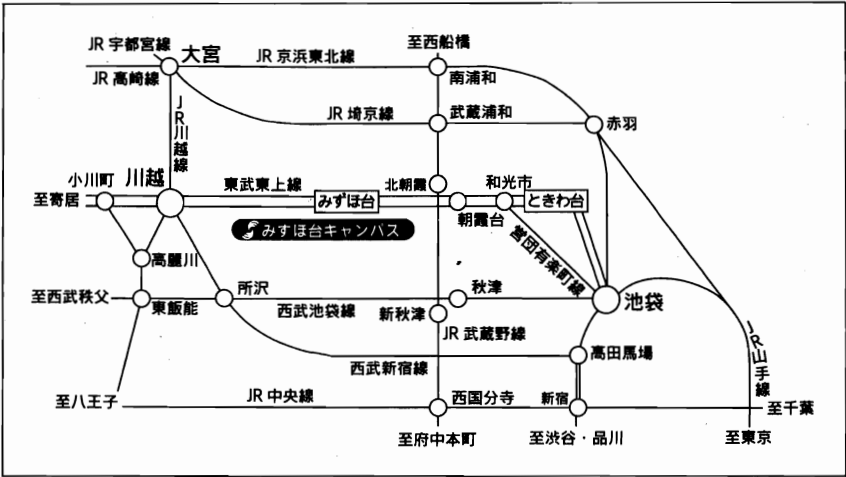 JR 宇都宮線
大宮
JR 京浜東北線
至西船橋
JR 高崎線
南浦和
JR川越線
JR 埼京線
武蔵浦和
赤羽
小川町
川越
東武東上線
北朝霞
和光市
至寄居
みずほ台
ときわ台
朝霞台
みずほ台キャンパス
営団有楽町線
高麗川
至西武秩父
東飯能
所沢
西武池袋線
新秋津
秋津
池袋
JR 武蔵野線
JR山手線
西武新宿線
高田馬場
至八王子
JR 中央線
西国分寺
新宿
至千葉
至府中本町
至渋谷・品川
至東京